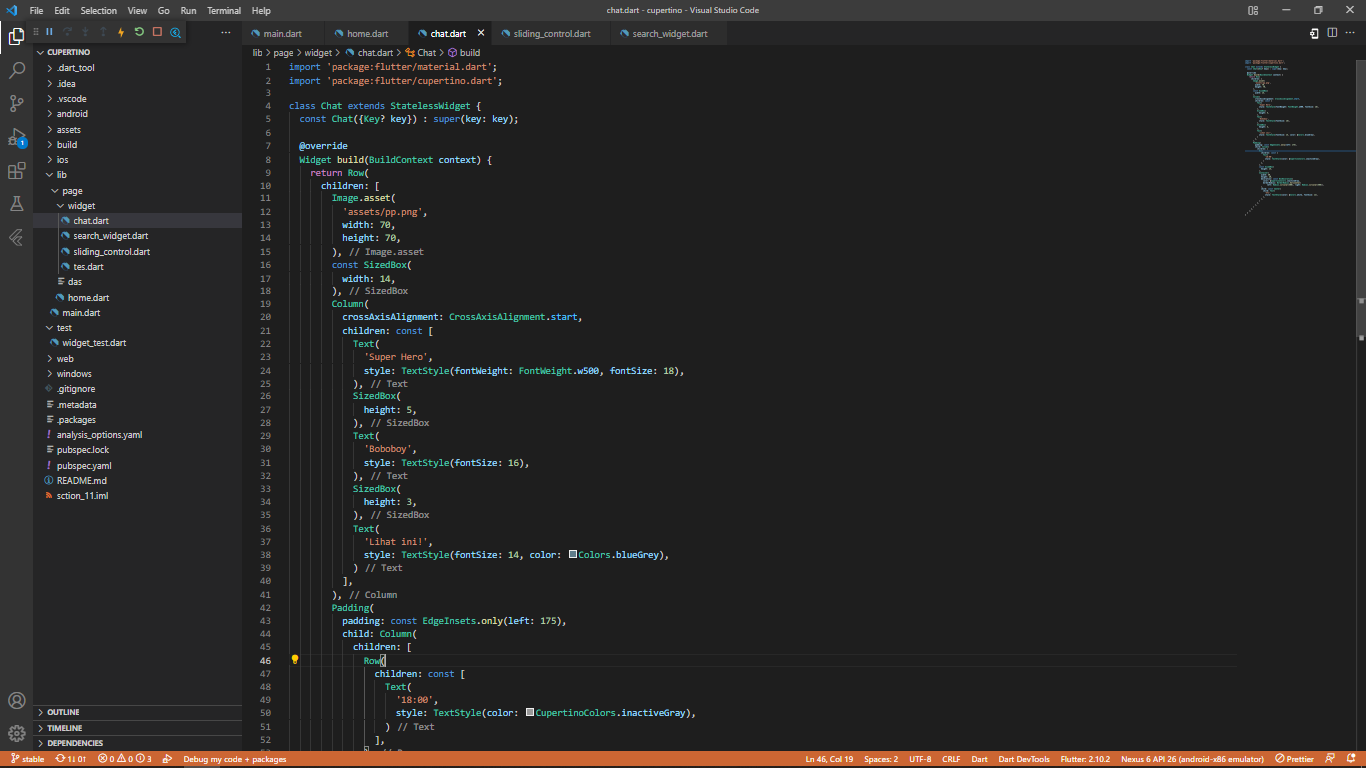 File Edit Selection View Go Run Terminal Help
chat.dart - cupertino - Visual Studio Code
main.dart home.dart chat.dart sliding_control.dart search_widget.dart
lib > page > widget > chat.dart > Chat > build
CUPERTINO
.dart_tool
.idea
.vscode
android
assets
build
ios
lib
page
widget
chat.dart
search_widget.dart
sliding_control.dart
tes.dart
das
home.dart
main.dart
test
widget_test.dart
web
windows
.gitignore
.metadata
.packages
analysis_options.yaml
pubspec.lock
pubspec.yaml
README.md
sction_11.iml
OUTLINE
TIMELINE
DEPENDENCIES
1
1 import 'package:flutter/material.dart';
2 import 'package:flutter/cupertino.dart';
3
4 class Chat extends StatelessWidget {
5 const Chat({Key? key}) : super(key: key);
6
7 @override
8 Widget build(BuildContext context) {
9 return Row(
10 children: [
11 Image.asset(
12 'assets/pp.png',
13 width: 70,
14 height: 70,
15 ), // Image.asset
16 const SizedBox(
17 width: 14,
18 ), // SizedBox
19 Column(
20 crossAxisAlignment: CrossAxisAlignment.start,
21 children: const [
22 Text(
23 'Super Hero',
24 style: TextStyle(fontWeight: FontWeight.w500, fontSize: 18),
25 ), // Text
26 SizedBox(
27 height: 5,
28 ), // SizedBox
29 Text(
30 'Boboboy',
31 style: TextStyle(fontSize: 16),
32 ), // Text
33 SizedBox(
34 height: 3,
35 ), // SizedBox
36 Text(
37 'Lihat ini!',
38 style: TextStyle(fontSize: 14, color: Colors.blueGrey),
39 ) // Text
40 ],
41 ), // Column
42 Padding(
43 padding: const EdgeInsets.only(left: 175),
44 child: Column(
45 children: [
46 Row(
47 children: const [
48 Text(
49 '18:00',
50 style: TextStyle(color: CupertinoColors.inactiveGray),
51 ) // Text
52 ],
stable 1↓ 0↑ 0 0 3 Debug my code + packages Ln 46, Col 19 Spaces: 2 UTF-8 CRLF Dart Dart DevTools Flutter: 2.10.2 Nexus 6 API 26 (android-x86 emulator) Prettier